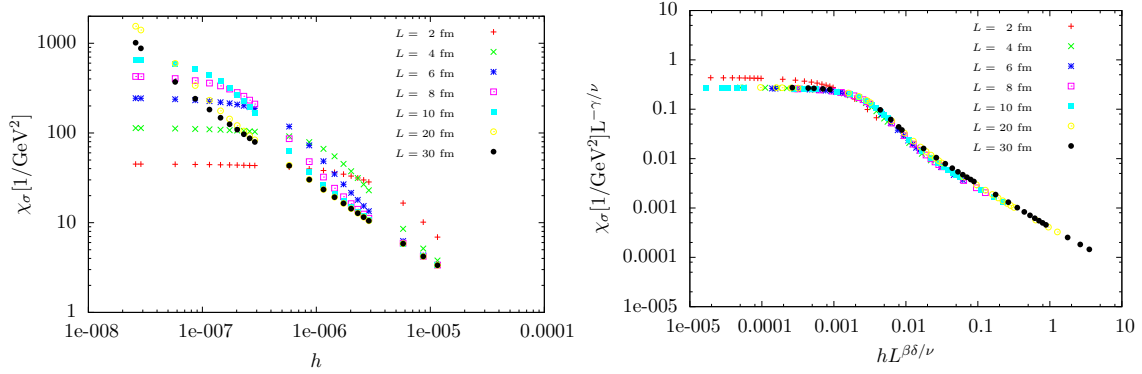 χσ[1/GeV²]
1000
100
10
1
1e-008
1e-007
1e-006
1e-005
0.0001
h
L = 2 fm
L = 4 fm
L = 6 fm
L = 8 fm
L = 10 fm
L = 20 fm
L = 30 fm
χσ[1/GeV²]L^{-γ/ν}
10
1
0.1
0.01
0.001
0.0001
1e-005
1e-005
0.0001
0.001
0.01
0.1
1
10
hL^{βδ/ν}
L = 2 fm
L = 4 fm
L = 6 fm
L = 8 fm
L = 10 fm
L = 20 fm
L = 30 fm